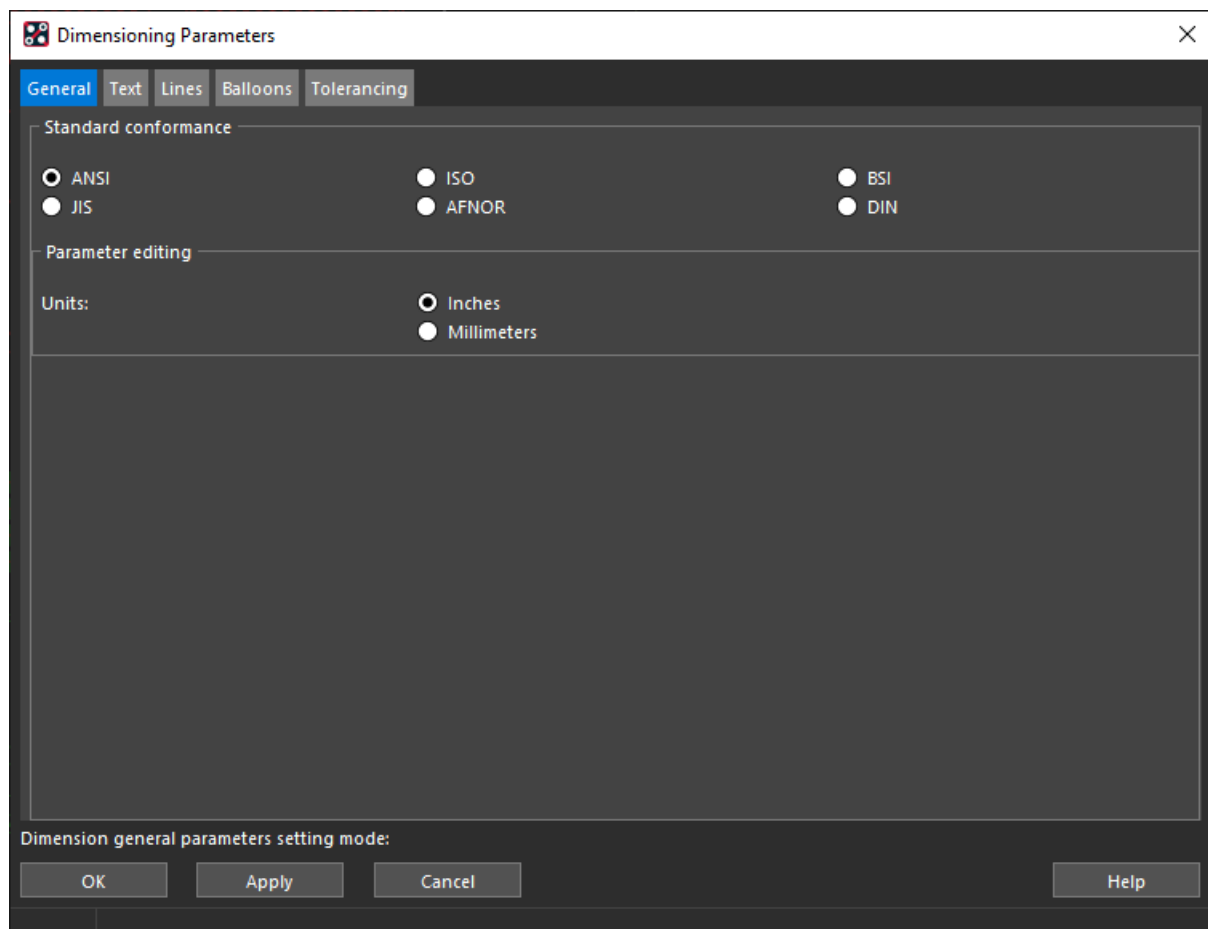 Dimensioning Parameters
General Text Lines Balloons Tolerancing
Standard conformance
ANSI ISO BSI
JIS AFNOR DIN
Parameter editing
Units: Inches
Millimeters
Dimension general parameters setting mode:
OK Apply Cancel Help